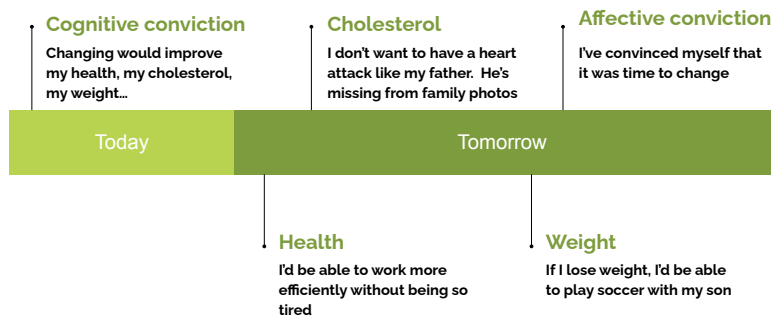 Cognitive conviction
Changing would improve
my health, my cholesterol,
my weight…
Cholesterol
I don't want to have a heart
attack like my father.  He's
missing from family photos
Affective conviction
I've convinced myself that
it was time to change
Today
Tomorrow
Health
I'd be able to work more
efficiently without being so
tired
Weight
If I lose weight, I'd be able
to play soccer with my son